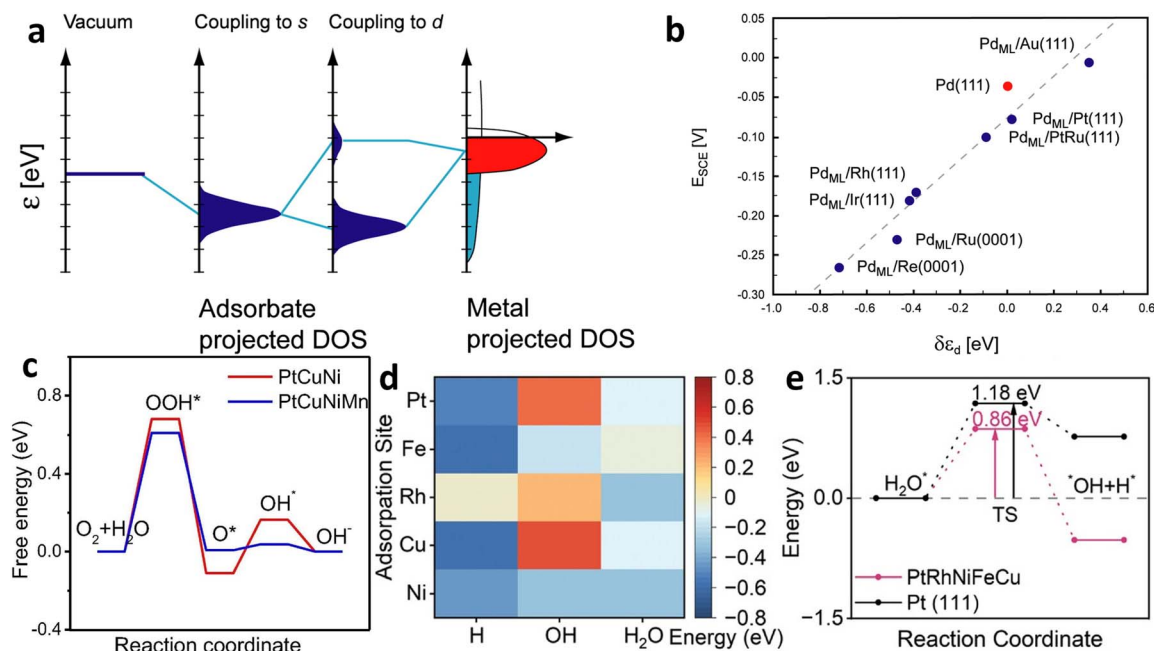 a
Vacuum
Coupling to s
Coupling to d
ε [eV]
Adsorbate
projected DOS
Metal
projected DOS
b
0.00
-0.05
-0.10
-0.15
-0.20
-0.25
-0.30
E_SCE [V]
Pd_ML/Au(111)
Pd(111)
Pd_ML/Pt(111)
Pd_ML/PtRu(111)
Pd_ML/Rh(111)
Pd_ML/Ir(111)
Pd_ML/Ru(0001)
Pd_ML/Re(0001)
-1.0 -0.8 -0.6 -0.4 -0.2 0.0 0.2 0.4 0.6
δε_d [eV]
c
0.8
0.4
0.0
-0.4
Free energy (eV)
PtCuNi
PtCuNiMn
OOH*
O₂+H₂O
O*
OH*
OH⁻
Reaction coordinate
d
Adsorpation Site
Pt
Fe
Rh
Cu
Ni
H OH H₂O
0.8
0.6
0.4
0.2
0
−0.2
−0.4
−0.6
−0.8
Energy (eV)
e
1.5
0.0
−1.5
Energy (eV)
1.18 eV
0.86 eV
H₂O*
*OH+H*
TS
PtRhNiFeCu
Pt (111)
Reaction Coordinate